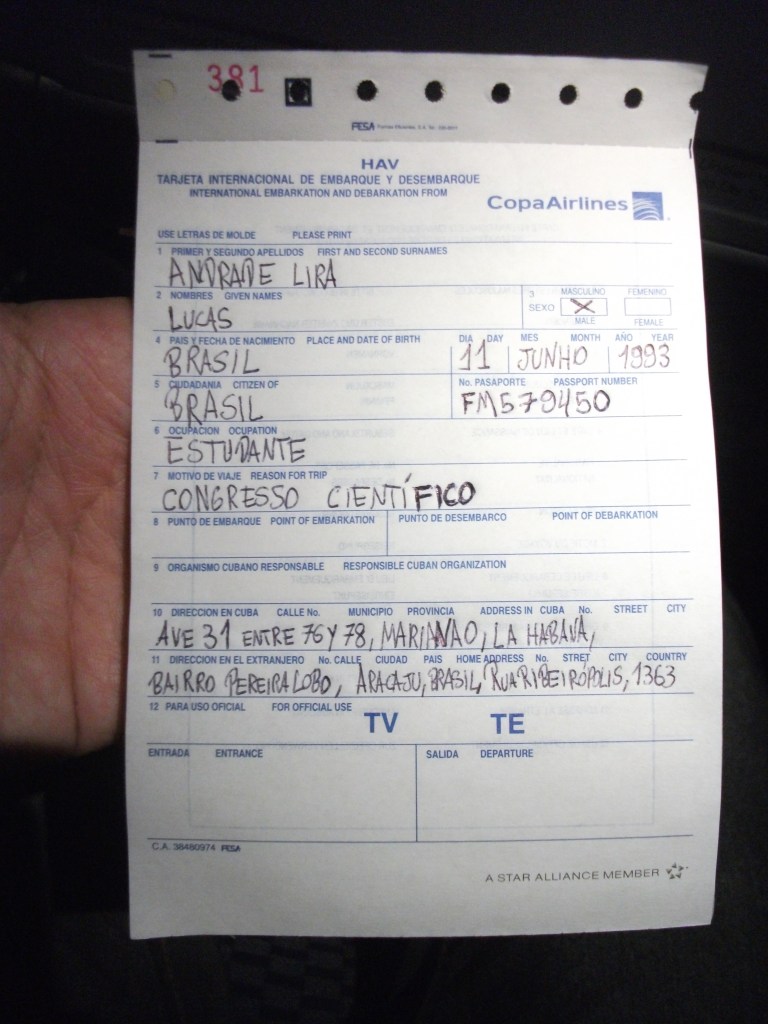 381
PESA
HAV
TARJETA INTERNACIONAL DE EMBARQUE Y DESEMBARQUE
INTERNATIONAL EMBARKATION AND DEBARKATION FROM
CopaAirlines
USE LETRAS DE MOLDE PLEASE PRINT
1 PRIMER Y SEGUNDO APELLIDOS FIRST AND SECOND SURNAMES
ANDRADE LIRA
2 NOMBRES GIVEN NAMES
LUCAS
3 SEXO MASCULINO X MALE FEMENINO FEMALE
4 PAIS Y FECHA DE NACIMIENTO PLACE AND DATE OF BIRTH DIA DAY MES MONTH AÑO YEAR
BRASIL 11 JUNHO 1993
5 CIUDADANIA CITIZEN OF No. PASAPORTE PASSPORT NUMBER
BRASIL FM579450
6 OCUPACION OCUPATION
ESTUDANTE
7 MOTIVO DE VIAJE REASON FOR TRIP
CONGRESSO CIENTÍFICO
8 PUNTO DE EMBARQUE POINT OF EMBARKATION PUNTO DE DESEMBARCO POINT OF DEBARKATION
9 ORGANISMO CUBANO RESPONSABLE RESPONSIBLE CUBAN ORGANIZATION
10 DIRECCION EN CUBA CALLE No. MUNICIPIO PROVINCIA ADDRESS IN CUBA No. STREET CITY
AVE 31 ENTRE 76 Y 78, MARIANAO, LA HABANA,
11 DIRECCION EN EL EXTRANJERO No. CALLE CIUDAD PAIS HOME ADDRESS No. STRET CITY COUNTRY
BAIRRO PEREIRA LOBO, ARACAJU, BRASIL, RUA RIBEIRÓPOLIS, 1363
12 PARA USO OFICIAL FOR OFFICIAL USE
TV TE
ENTRADA ENTRANCE SALIDA DEPARTURE
C.A. 38480974 PESA
A STAR ALLIANCE MEMBER